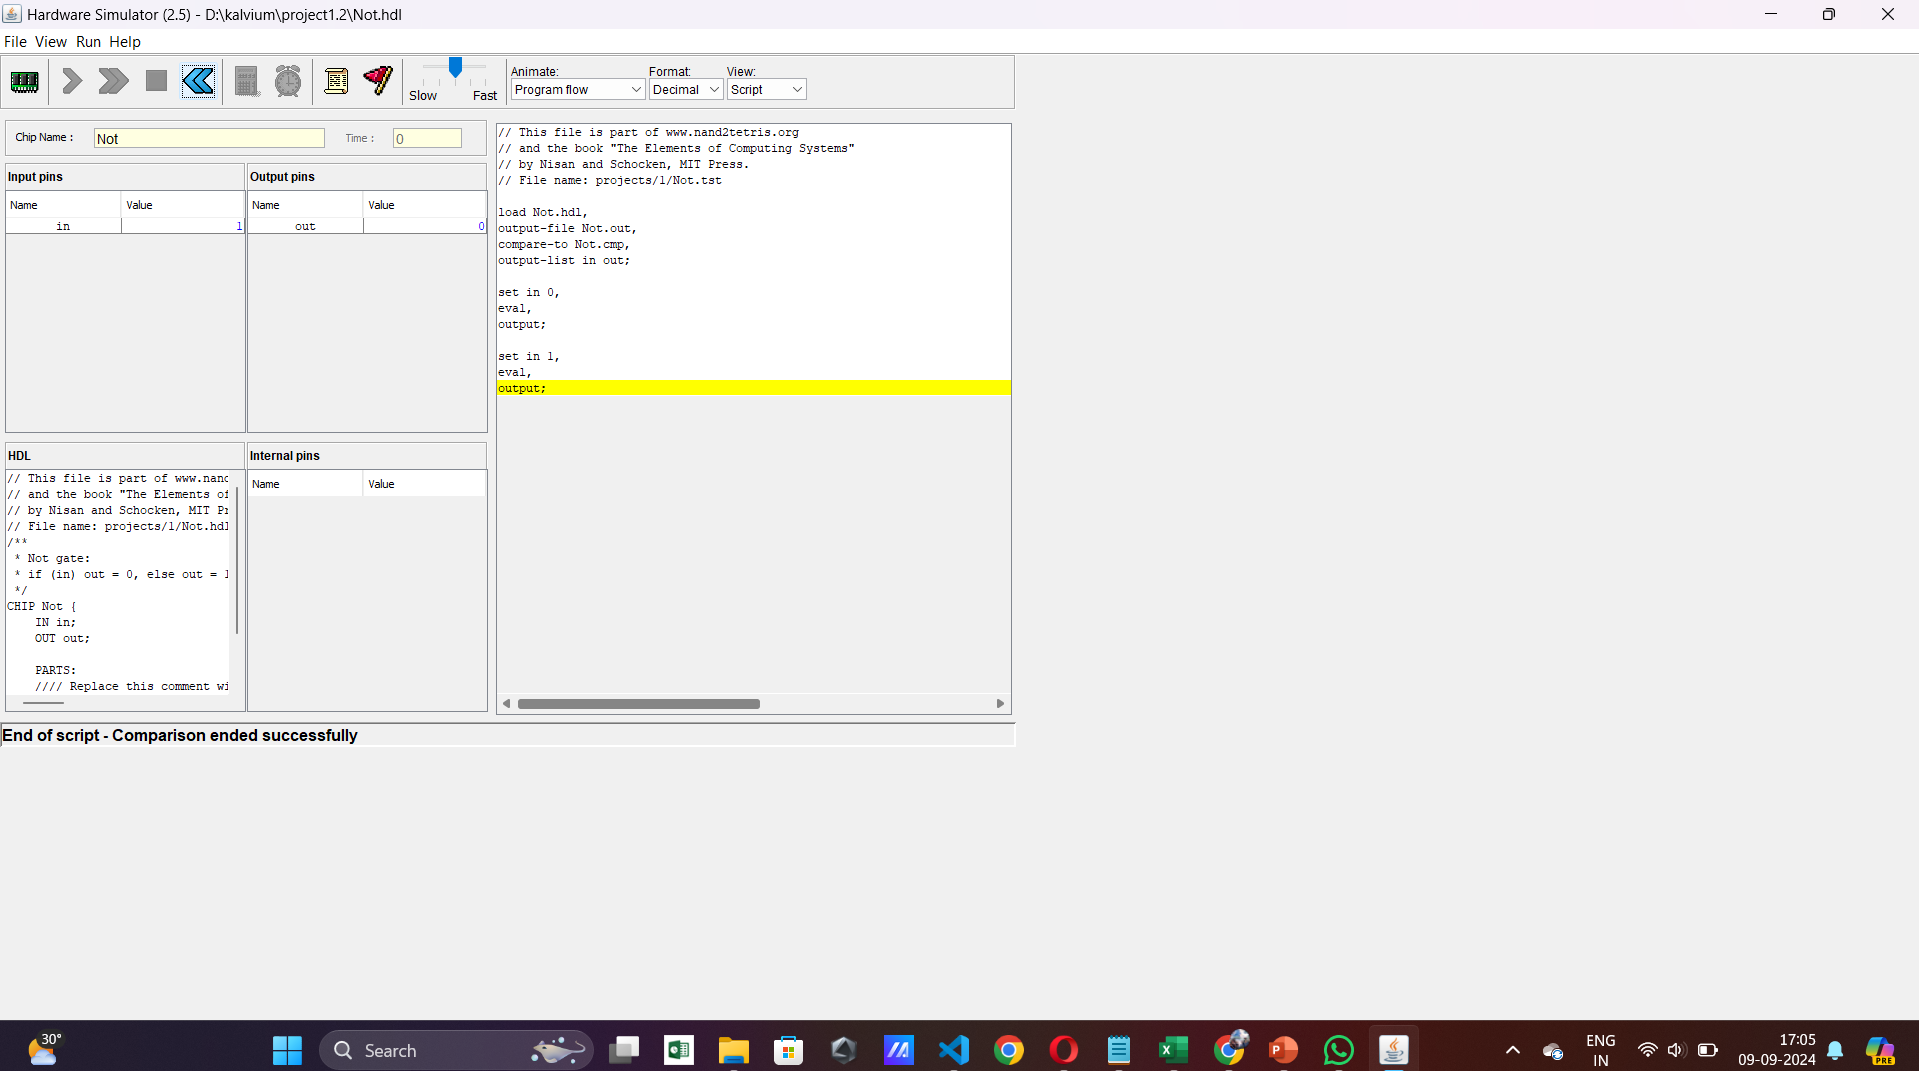 Hardware Simulator (2.5) - D:\kalvium\project1.2\Not.hdl
File View Run Help
Slow Fast
Animate: Format: View:
Program flow Decimal Script
Chip Name : Not Time : 0
Input pins
Name Value
in 1
Output pins
Name Value
out 0
// This file is part of www.nand2tetris.org
// and the book "The Elements of Computing Systems"
// by Nisan and Schocken, MIT Press.
// File name: projects/1/Not.tst
load Not.hdl,
output-file Not.out,
compare-to Not.cmp,
output-list in out;
set in 0,
eval,
output;
set in 1,
eval,
output;
HDL
// This file is part of www.nand
// and the book "The Elements of
// by Nisan and Schocken, MIT Pr
// File name: projects/1/Not.hdl
/**
* Not gate:
* if (in) out = 0, else out = 1
*/
CHIP Not {
IN in;
OUT out;
PARTS:
//// Replace this comment wi
Internal pins
Name Value
End of script - Comparison ended successfully
30°
Search
ENG
IN
17:05
09-09-2024
PRE